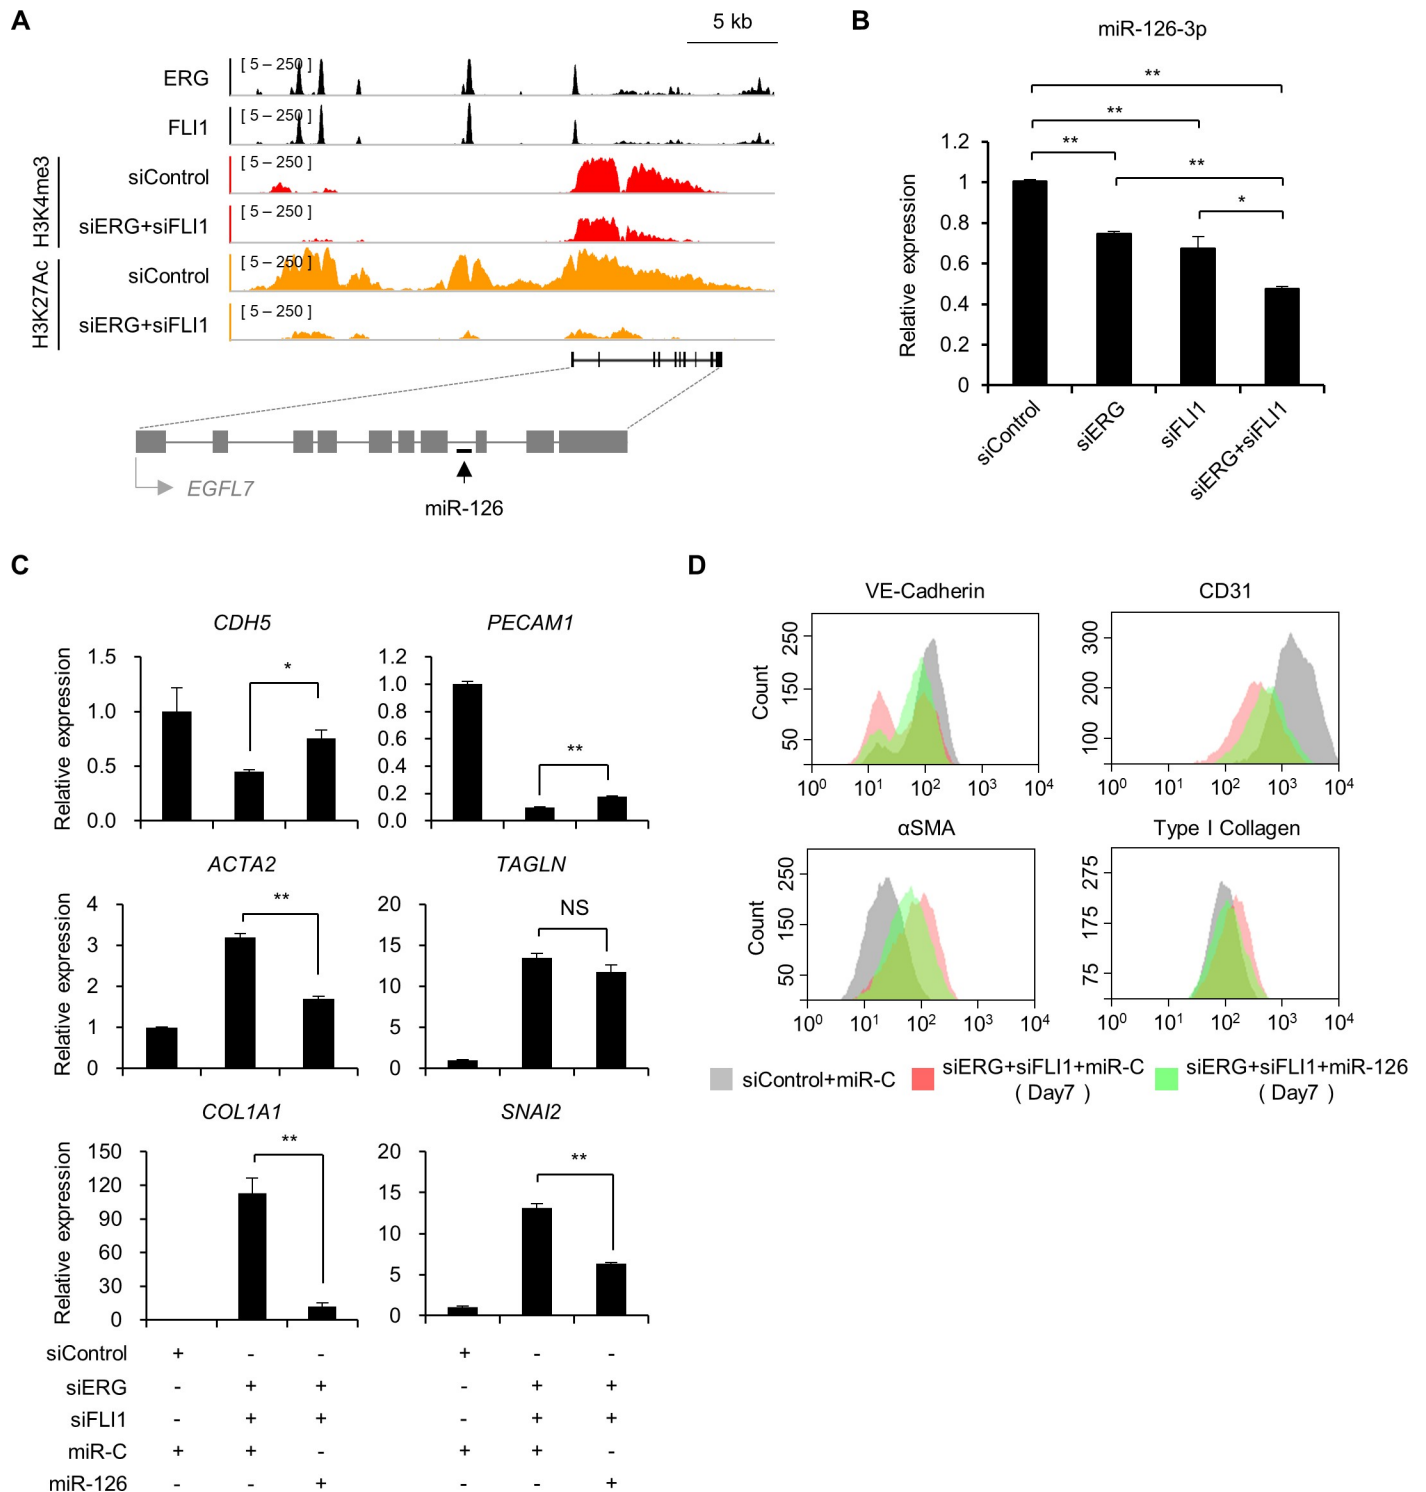 A
5 kb
ERG
[ 5 – 250 ]
FLI1
[ 5 – 250 ]
H3K4me3
siControl
[ 5 – 250 ]
siERG+siFLI1
[ 5 – 250 ]
H3K27Ac
siControl
[ 5 – 250 ]
siERG+siFLI1
[ 5 – 250 ]
EGFL7
miR-126
B
miR-126-3p
**
**
**
**
*
Relative expression
1.2
1
0.8
0.6
0.4
0.2
0
siControl
siERG
siFLI1
siERG+siFLI1
C
CDH5
Relative expression
1.5
1.0
0.5
0.0
*
PECAM1
1.2
1.0
0.8
0.6
0.4
0.2
0.0
**
ACTA2
Relative expression
4
3
2
1
0
**
TAGLN
20
15
10
5
0
NS
COL1A1
Relative expression
150
120
90
60
30
0
**
SNAI2
20
15
10
5
0
**
siControl + - - + - -
siERG - + + - + +
siFLI1 - + + - + +
miR-C + + - + + -
miR-126 - - + - - +
D
VE-Cadherin
Count
250
150
50
10⁰ 10¹ 10² 10³ 10⁴
CD31
300
200
100
10⁰ 10¹ 10² 10³ 10⁴
αSMA
Count
250
150
50
10⁰ 10¹ 10² 10³ 10⁴
Type I Collagen
275
175
75
10⁰ 10¹ 10² 10³ 10⁴
siControl+miR-C
siERG+siFLI1+miR-C
( Day7 )
siERG+siFLI1+miR-126
( Day7 )